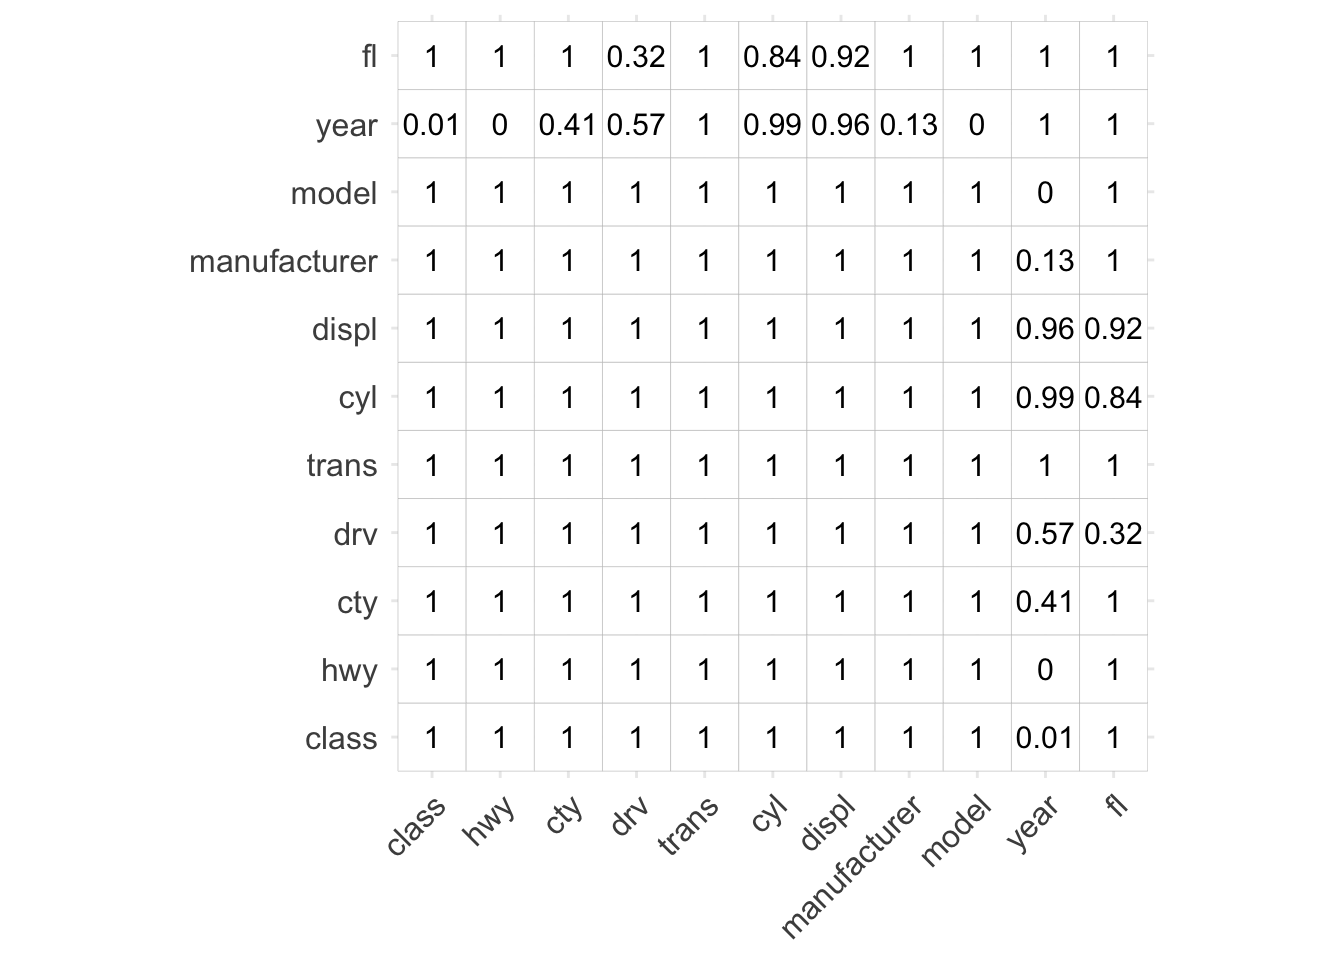 fl 1 1 1 0.32 1 0.84 0.92 1 1 1 1
year 0.01 0 0.41 0.57 1 0.99 0.96 0.13 0 1 1
model 1 1 1 1 1 1 1 1 1 0 1
manufacturer 1 1 1 1 1 1 1 1 1 0.13 1
displ 1 1 1 1 1 1 1 1 1 0.96 0.92
cyl 1 1 1 1 1 1 1 1 1 0.99 0.84
trans 1 1 1 1 1 1 1 1 1 1 1
drv 1 1 1 1 1 1 1 1 1 0.57 0.32
cty 1 1 1 1 1 1 1 1 1 0.41 1
hwy 1 1 1 1 1 1 1 1 1 0 1
class 1 1 1 1 1 1 1 1 1 0.01 1
class hwy cty drv trans cyl displ manufacturer model year fl